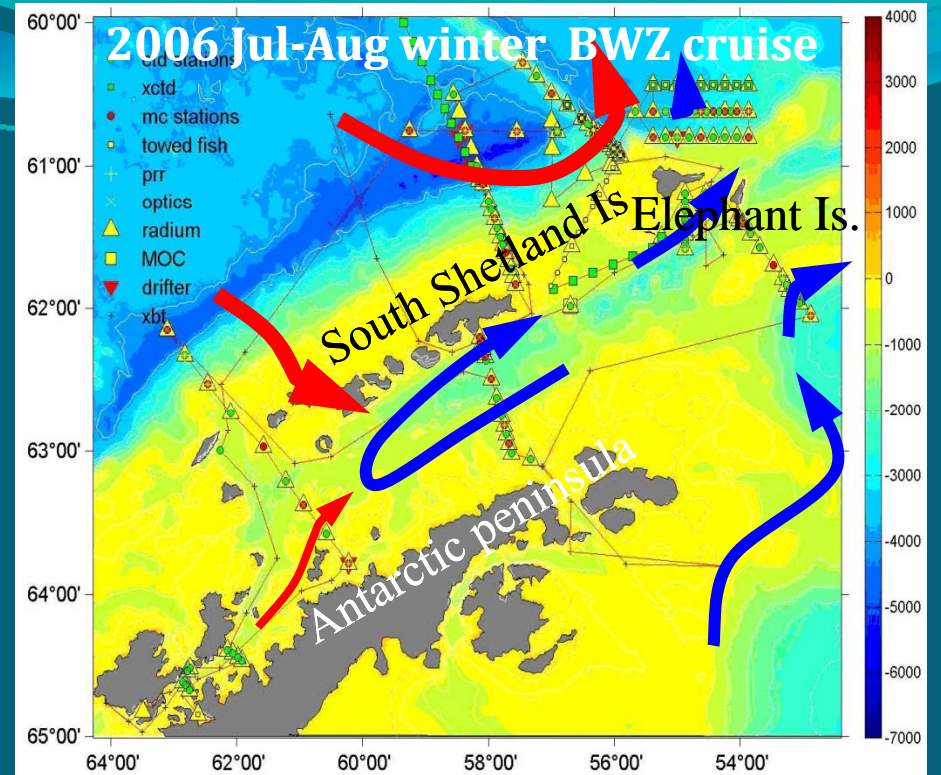 2006 Jul-Aug winter BWZ cruise
ctd stations
xctd
mc stations
towed fish
prr
optics
radium
MOC
drifter
xbt
South Shetland Is
Elephant Is.
Antarctic peninsula
60°00'
61°00'
62°00'
63°00'
64°00'
65°00'
64°00'
62°00'
60°00'
58°00'
56°00'
54°00'
4000
3000
2000
1000
0
-1000
-2000
-3000
-4000
-5000
-6000
-7000